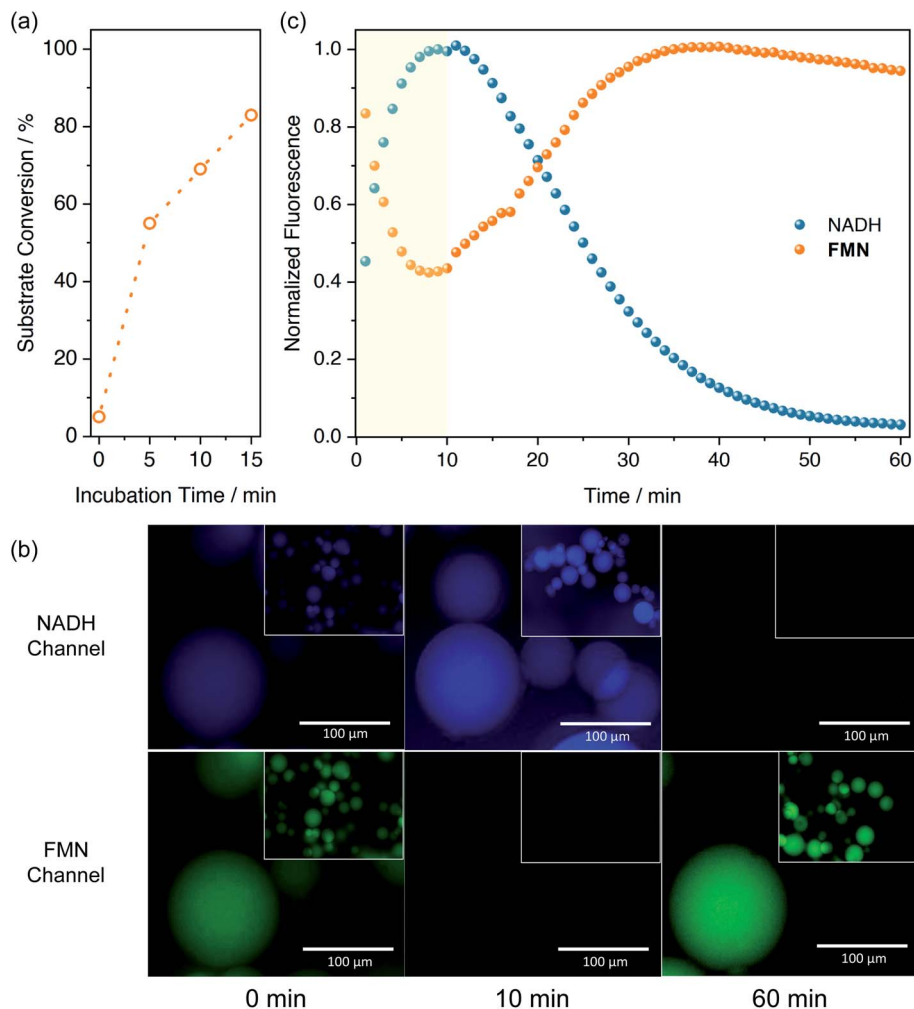 (a)
100
80
60
40
20
0
Substrate Conversion / %
0 5 10 15
Incubation Time / min
(c)
1.0
0.8
0.6
0.4
0.2
0.0
Normalized Fluorescence
NADH
FMN
0 10 20 30 40 50 60
Time / min
(b)
NADH
Channel
100 µm
100 µm
100 µm
FMN
Channel
100 µm
100 µm
100 µm
0 min
10 min
60 min